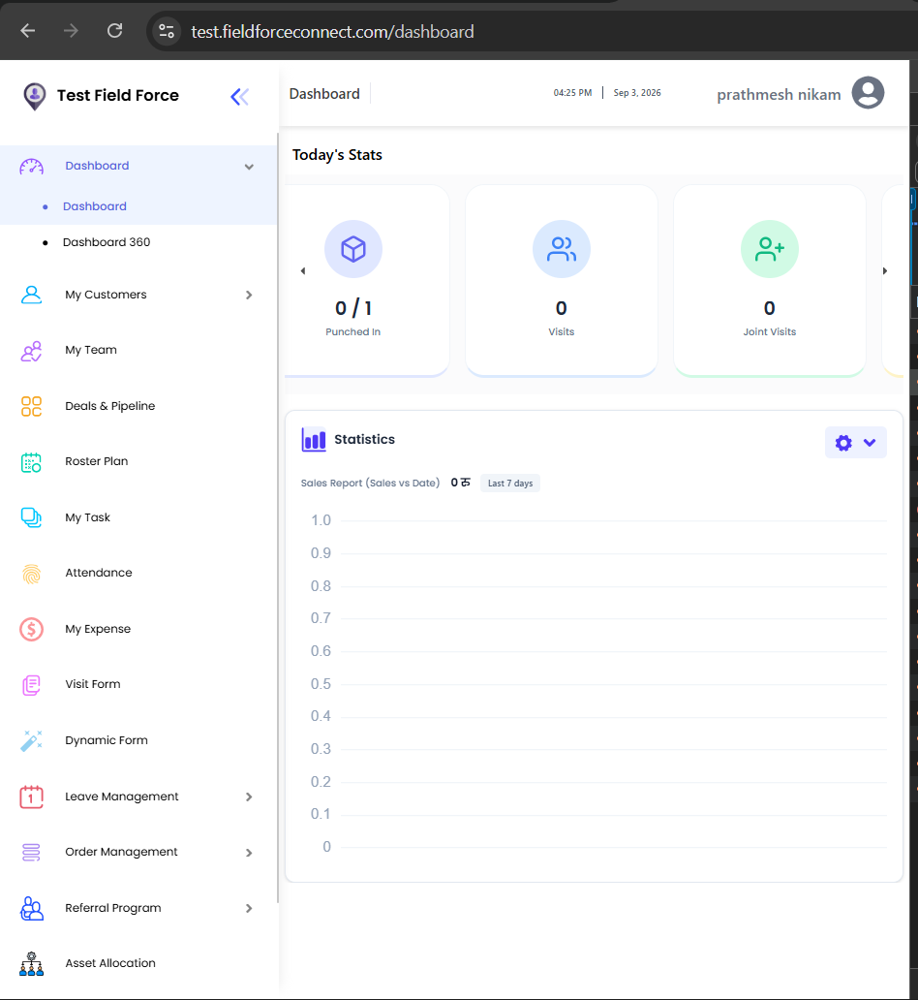 test.fieldforceconnect.com/dashboard
Test Field Force
Dashboard
04:25 PM | Sep 3, 2026
prathmesh nikam
Dashboard
Dashboard
Dashboard 360
My Customers
My Team
Deals & Pipeline
Roster Plan
My Task
Attendance
My Expense
Visit Form
Dynamic Form
1
Leave Management
Order Management
Referral Program
Asset Allocation
Today's Stats
0 / 1
Punched In
0
Visits
0
Joint Visits
Statistics
Sales Report (Sales vs Date) 0 रु Last 7 days
1.0
0.9
0.8
0.7
0.6
0.5
0.4
0.3
0.2
0.1
0